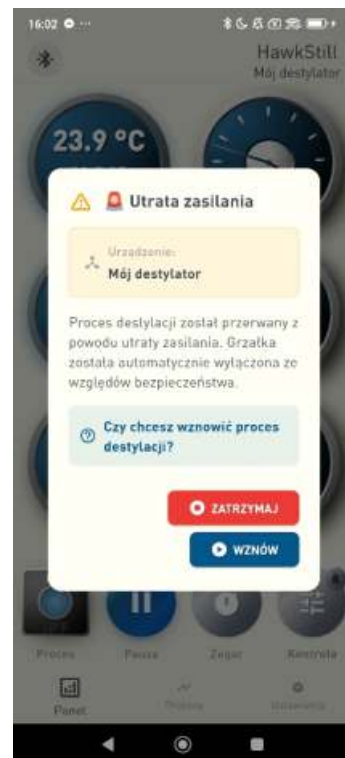 16:02
HawkStill
Mój destylator
23.9 °C
Utrata zasilania
Urządzenie:
Mój destylator
Proces destylacji został przerwany z
powodu utraty zasilania. Grzałka
została automatycznie wyłączona ze
względów bezpieczeństwa.
Czy chcesz wznowić proces
destylacji?
ZATRZYMAJ
WZNÓW
Proces Pauza Zegar Kontrola
Panel Ustawienia